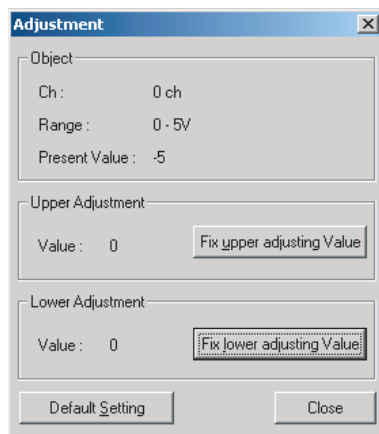 Adjustment
Object
Ch : 0 ch
Range : 0 - 5V
Present Value : -5
Upper Adjustment
Value : 0 Fix upper adjusting Value
Lower Adjustment
Value : 0 Fix lower adjusting Value
Default Setting Close